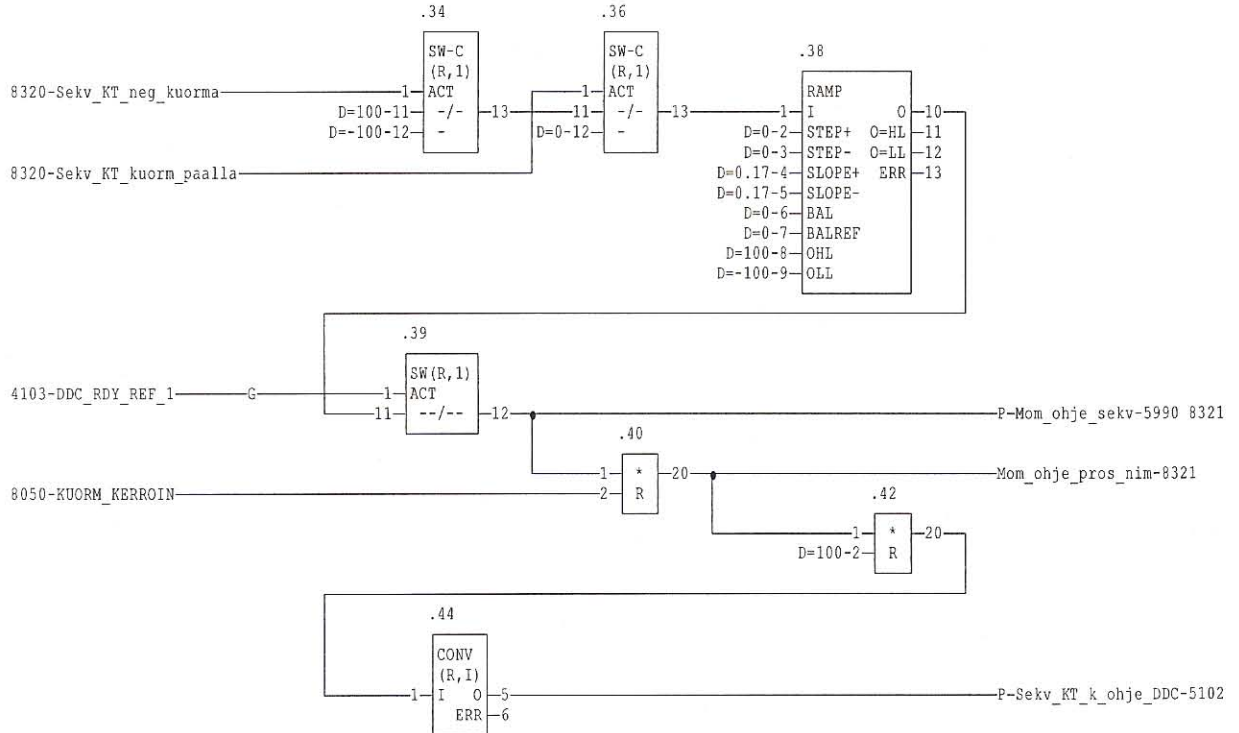 .34
.36
.38
SW-C
(R,1)
SW-C
(R,1)
RAMP
8320-Sekv_KT_neg_kuorma
1 ACT
D=100-11 -/- 13
D=-100-12 -
1 ACT
11 -/- 13
D=0-12 -
1 I O 10
D=0-2 STEP+ O=HL 11
D=0-3 STEP- O=LL 12
D=0.17-4 SLOPE+ ERR 13
D=0.17-5 SLOPE-
D=0-6 BAL
D=0-7 BALREF
D=100-8 OHL
D=-100-9 OLL
8320-Sekv_KT_kuorm_paalla
.39
SW(R,1)
4103-DDC_RDY_REF_1 G 1 ACT
11 --/-- 12
P-Mom_ohje_sekv-5990 8321
.40
1 * 20
Mom_ohje_pros_nim-8321
8050-KUORM_KERROIN 2 R
.42
1 * 20
D=100-2 R
.44
CONV
(R,I)
1 I O 5
P-Sekv_KT_k_ohje_DDC-5102
ERR 6